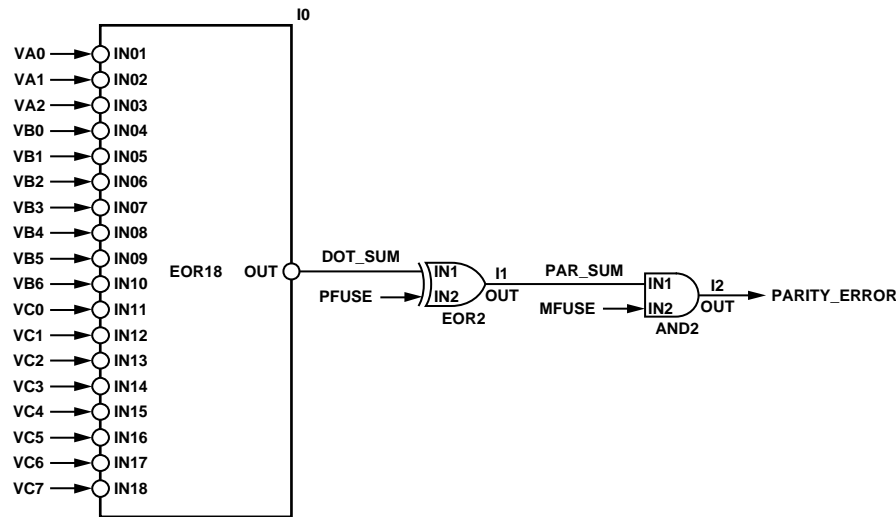 I0
VA0 IN01
VA1 IN02
VA2 IN03
VB0 IN04
VB1 IN05
VB2 IN06
VB3 IN07
VB4 IN08
VB5 IN09
VB6 IN10
VC0 IN11
VC1 IN12
VC2 IN13
VC3 IN14
VC4 IN15
VC5 IN16
VC6 IN17
VC7 IN18
EOR18 OUT
DOT_SUM
PFUSE
IN1
IN2
I1
OUT
EOR2
PAR_SUM
MFUSE
IN1
IN2
I2
OUT
AND2
PARITY_ERROR